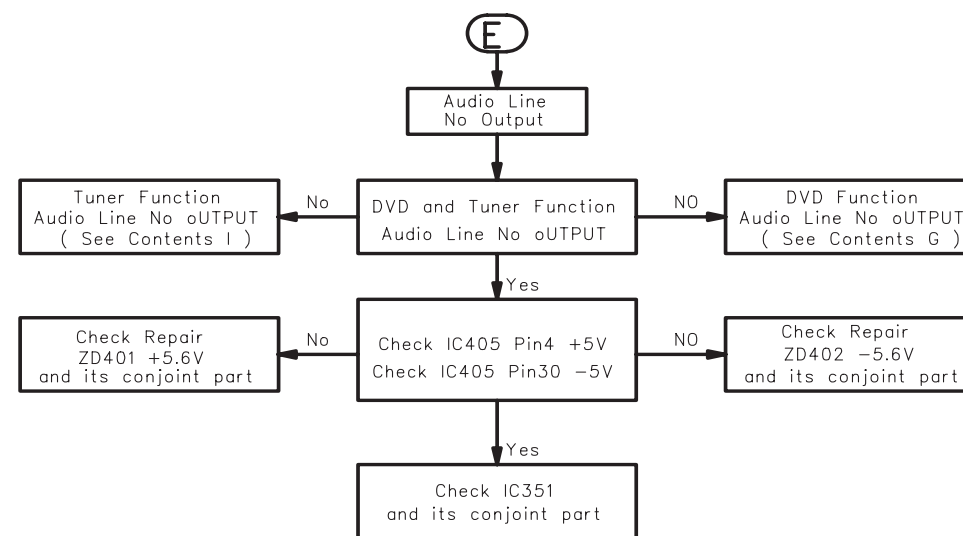 E
Audio Line
No Output
Tuner Function
Audio Line No oUTPUT
( See Contents I )
No
DVD and Tuner Function
Audio Line No oUTPUT
NO
DVD Function
Audio Line No oUTPUT
( See Contents G )
Yes
Check Repair
ZD401 +5.6V
and its conjoint part
No
Check IC405 Pin4 +5V
Check IC405 Pin30 -5V
NO
Check Repair
ZD402 -5.6V
and its conjoint part
Yes
Check IC351
and its conjoint part